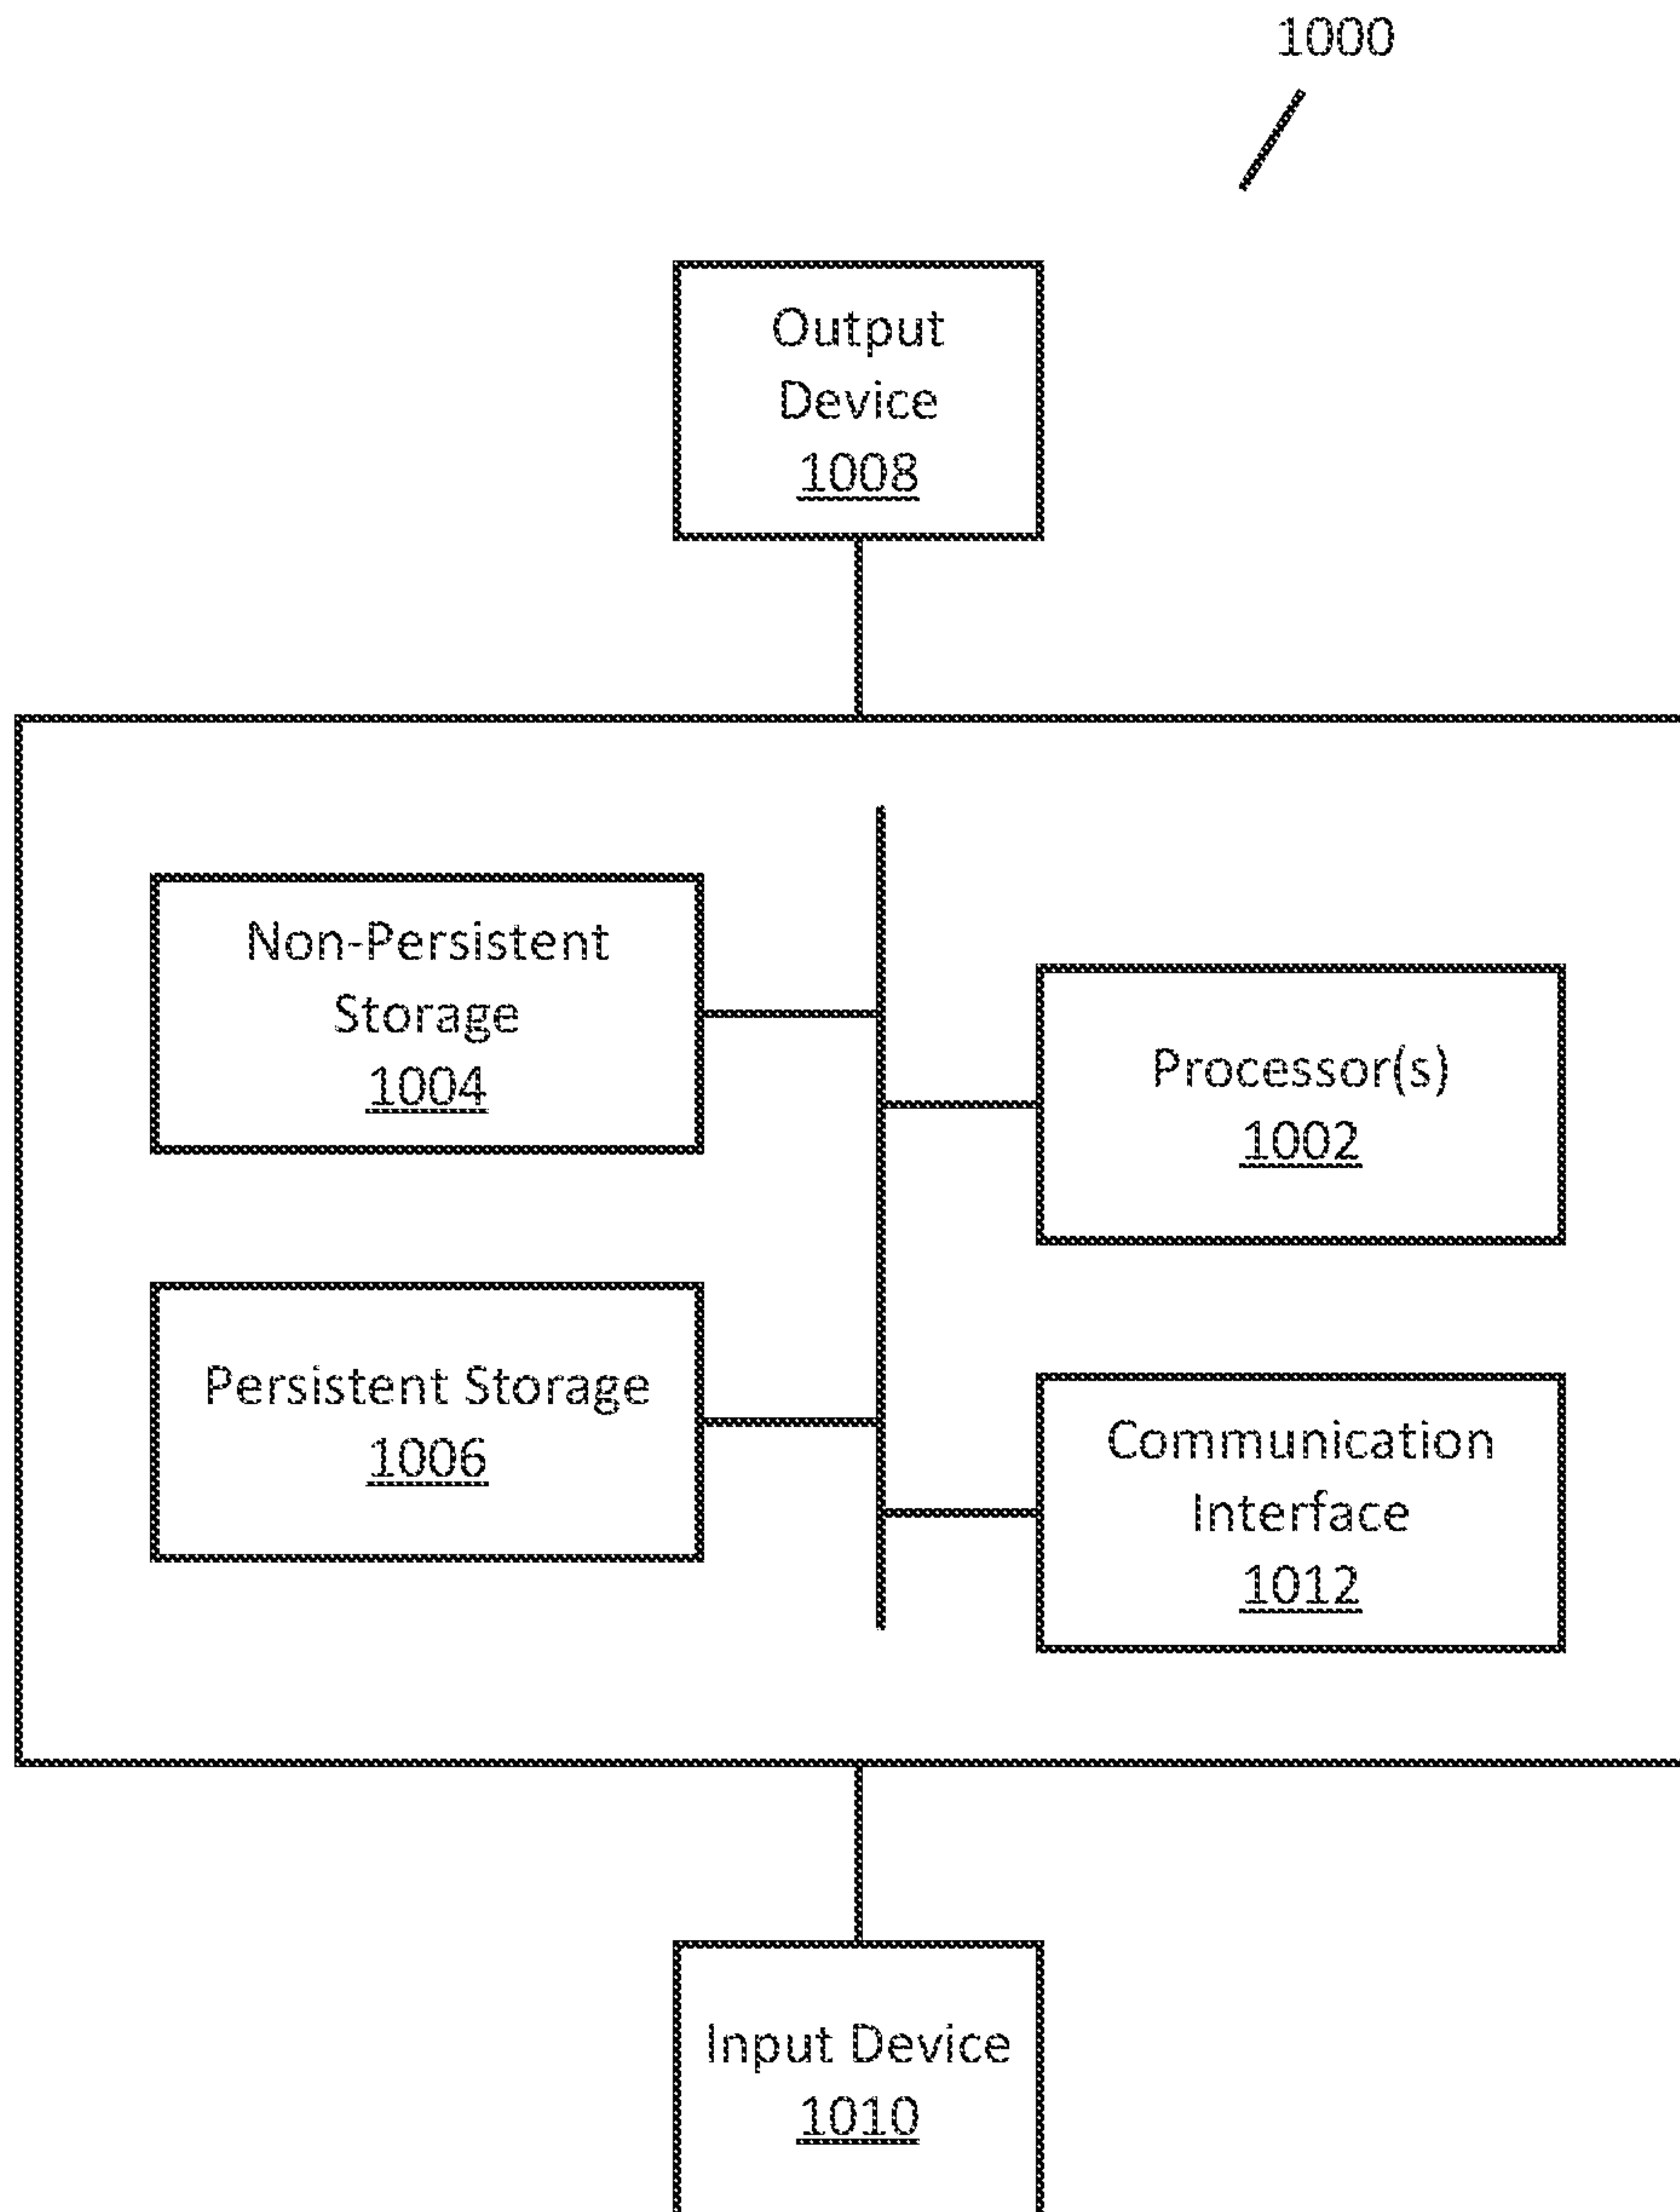 1000
Output
Device
1008
Non-Persistent
Storage
1004
Processor(s)
1002
Persistent Storage
1006
Communication
Interface
1012
Input Device
1010